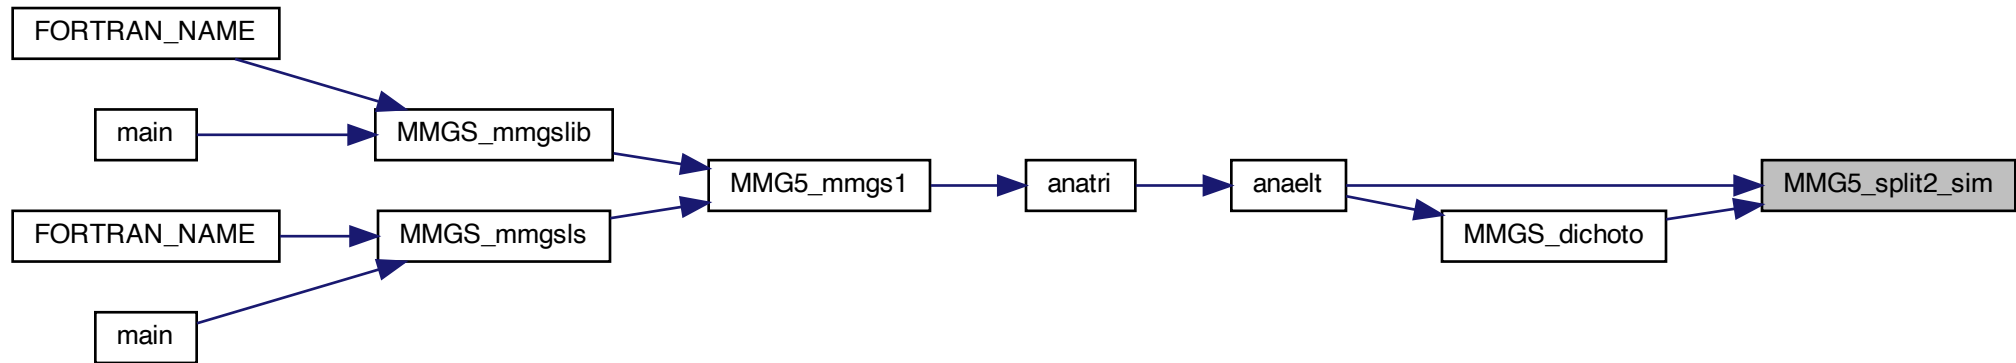 FORTRAN_NAME
main
MMGS_mmgslib
MMG5_mmgs1
anatri
anaelt
MMG5_split2_sim
FORTRAN_NAME
MMGS_mmgsls
MMGS_dichoto
main